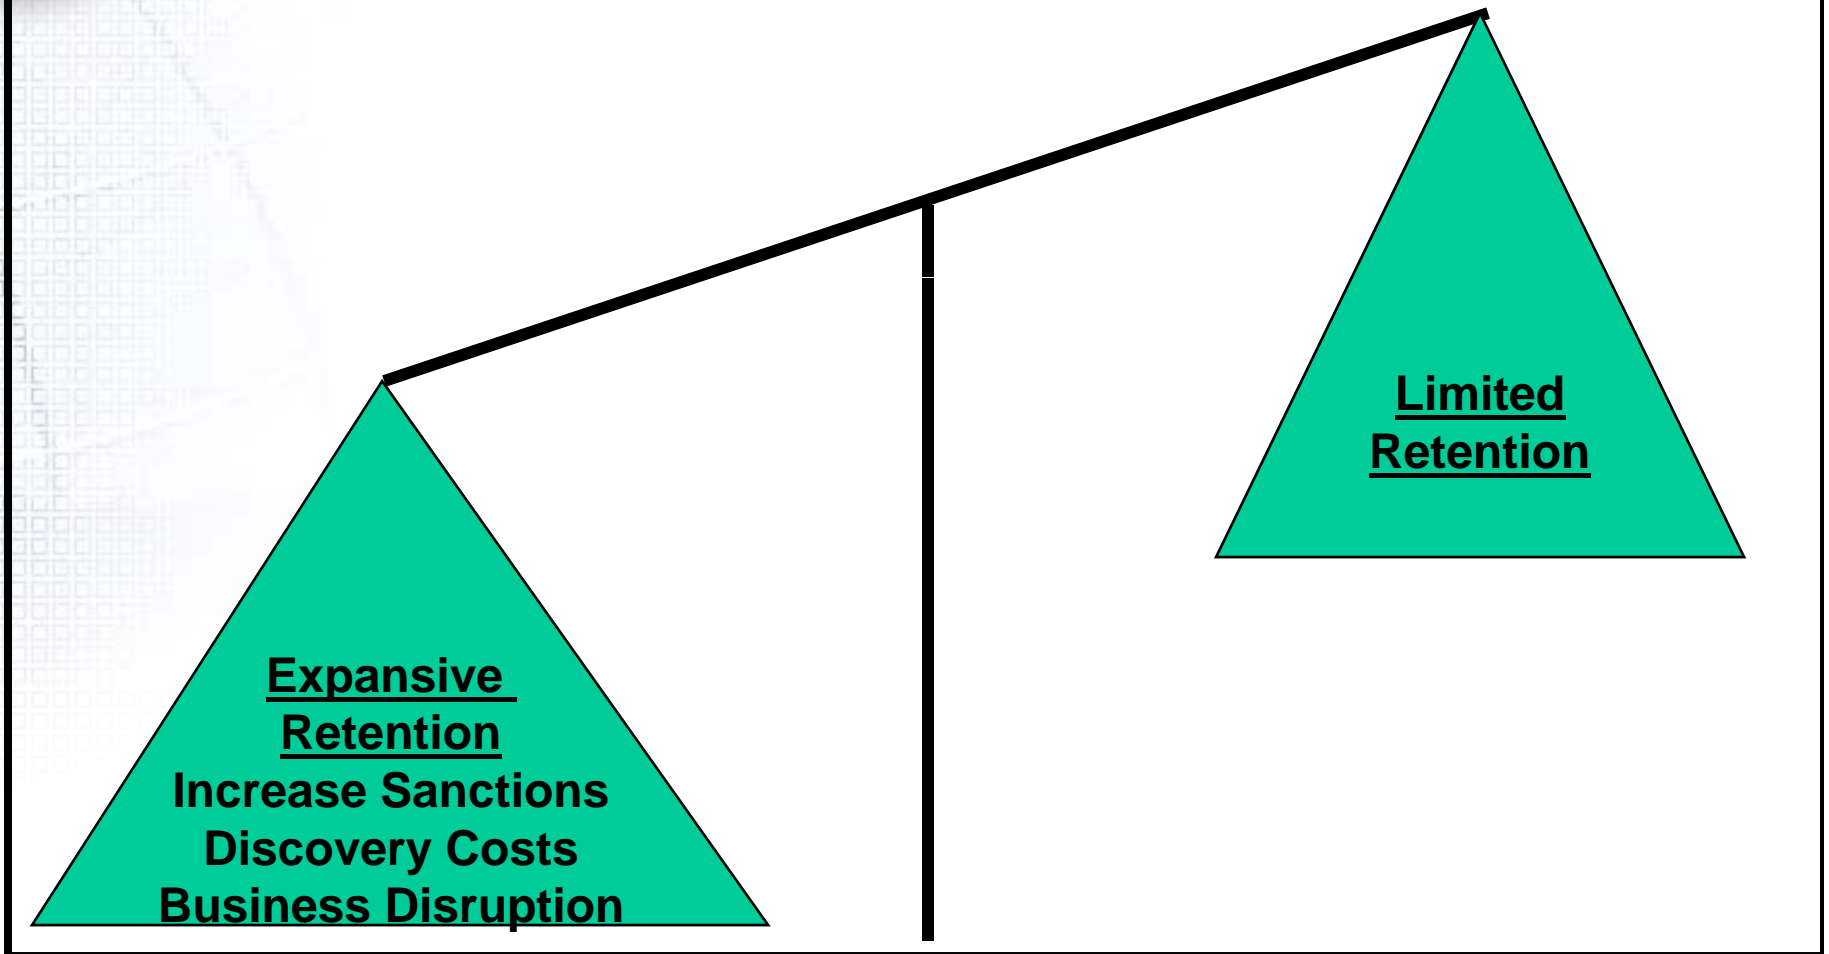 Limited
Retention
Expansive
Retention
Increase Sanctions
Discovery Costs
Business Disruption